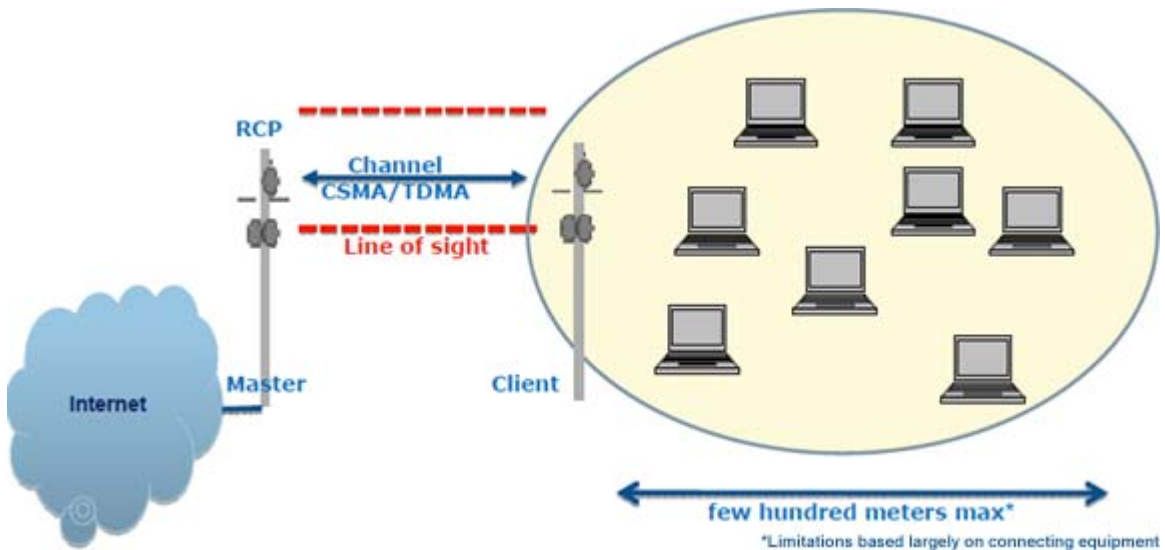 RCP
Channel
CSMA/TDMA
Line of sight
Master
Client
Internet
few hundred meters max*
*Limitations based largely on connecting equipment